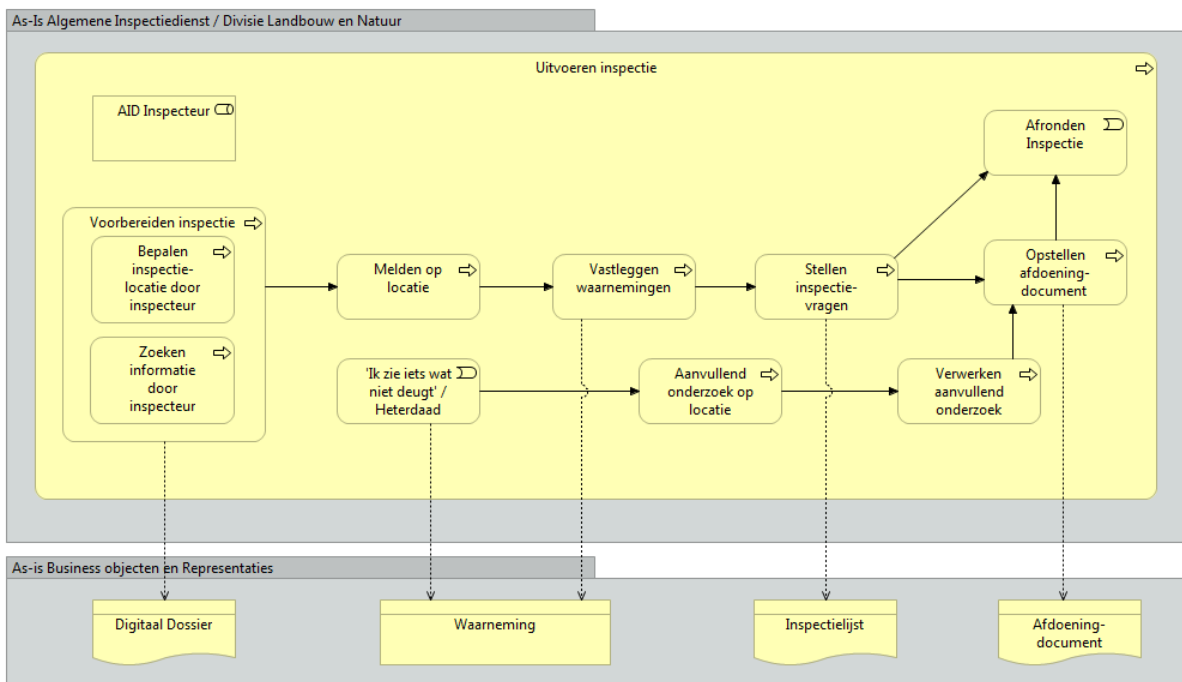 As-Is Algemene Inspectiedienst / Divisie Landbouw en Natuur
Uitvoeren inspectie
AID Inspecteur
Afronden
Inspectie
Voorbereiden inspectie
Bepalen
inspectie-
locatie door
inspecteur
Zoeken
informatie
door
inspecteur
Melden op
locatie
Vastleggen
waarnemingen
Stellen
inspectie-
vragen
Opstellen
afdoening-
document
'Ik zie iets wat
niet deugt' /
Heterdaad
Aanvullend
onderzoek op
locatie
Verwerken
aanvullend
onderzoek
As-is Business objecten en Representaties
Digitaal Dossier
Waarneming
Inspectielijst
Afdoening-
document